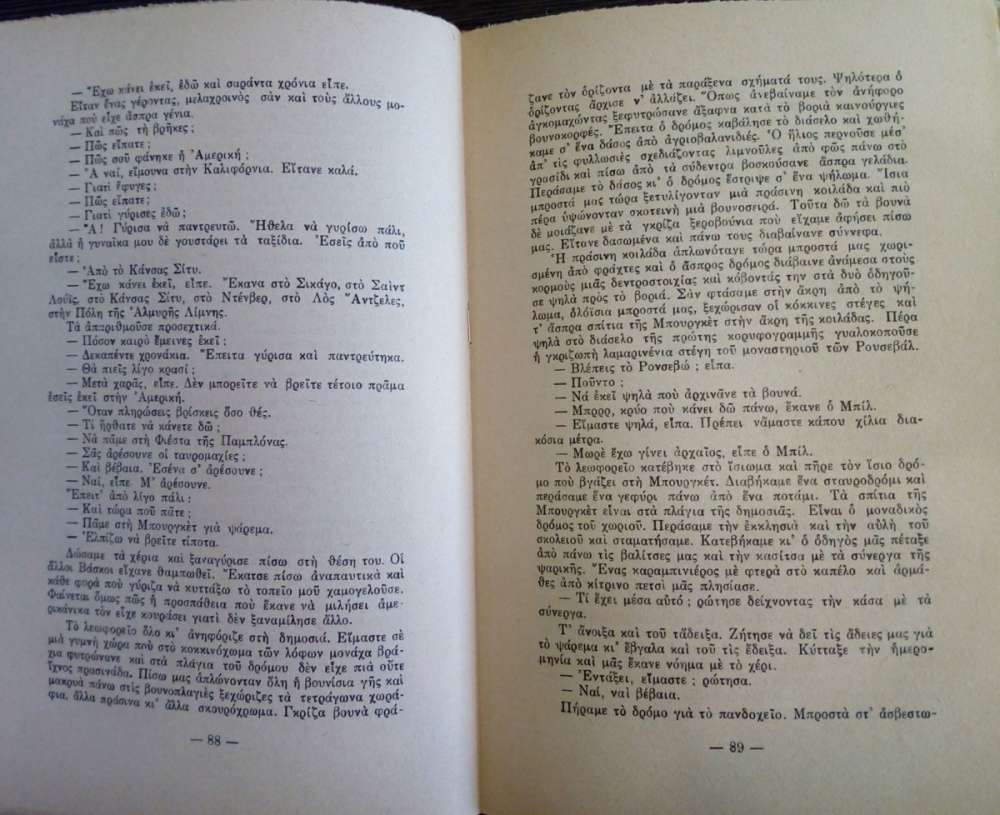 — Ἔχω κάνει ἐκεῖ, ἐδῶ καὶ σαράντα χρόνια εἶπε.
Εἴταν ἕνας γέροντας, μελαχροινὸς σὰν καὶ τοὺς ἄλλους μο-
νάχα ποὺ εἶχε ἄσπρα γένια.
— Καὶ πῶς τὴ βρῆκες ;
— Πῶς εἴπατε ;
— Πῶς σοῦ φάνηκε ἡ Ἀμερική ;
— Ἀ ναί, εἴμουνα στὴν Καλιφόρνια. Εἴτανε καλά.
— Γιατί ἔφυγες ;
— Πῶς εἴπατε ;
— Γιατί γύρισες ἐδῶ ;
— Ἄ! Γύρισα νὰ παντρευτῶ. Ἤθελα νὰ γυρίσω πάλι,
ἀλλὰ ἡ γυναίκα μου δὲ γουστάρει τὰ ταξίδια. Ἐσεῖς ἀπὸ ποῦ
εἶστε ;
— Ἀπὸ τὸ Κάνσας Σίτυ.
— Ἔχω κάνει ἐκεῖ, εἶπε. Ἔκανα στὸ Σικάγο, στὸ Σαὶντ
Λούϊς, στὸ Κάνσας Σίτυ, στὸ Ντένβερ, στὸ Λὸς Ἄντζελες,
στὴν Πόλη τῆς Ἁλμυρῆς Λίμνης.
Τὰ ἀπαριθμοῦσε προσεχτικά.
— Πόσον καιρὸ ἔμεινες ἐκεῖ ;
— Δεκαπέντε χρονάκια. Ἔπειτα γύρισα καὶ παντρεύτηκα.
— Θὰ πιεῖς λίγο κρασί ;
— Μετὰ χαρᾶς, εἶπε. Δὲν μπορεῖτε νὰ βρεῖτε τέτοιο πρᾶμα
ἐσεῖς ἐκεῖ στὴν Ἀμερική.
— Ὅταν πληρώσεις βρίσκεις ὅσο θές.
— Τί ἤρθατε νὰ κάνετε δῶ ;
— Νὰ πᾶμε στὴ Φιέστα τῆς Παμπλόνας.
— Σᾶς ἀρέσουνε οἱ ταυρομαχίες ;
— Καὶ βέβαια. Ἐσένα σ' ἀρέσουνε ;
— Ναί, εἶπε. Μ' ἀρέσουνε.
Ἔπειτ' ἀπὸ λίγο πάλι :
— Καὶ τώρα ποῦ πᾶτε ;
— Πᾶμε στὴ Μπουργκὲτ γιὰ ψάρεμα.
— Ἐλπίζω νὰ βρεῖτε τίποτα.
Δώσαμε τὰ χέρια καὶ ξαναγύρισε πίσω στὴ θέση του. Οἱ
ἄλλοι Βάσκοι εἴχανε θαμπωθεῖ. Ἔκατσε πίσω ἀναπαυτικὰ καὶ
κάθε φορὰ ποὺ γύριζα νὰ κυττάξω τὸ τοπεῖο μοῦ χαμογελοῦσε.
Φαίνεται ὅμως πῶς ἡ προσπάθεια ποὺ ἔκανε νὰ μιλήσει ἀμε-
ρικάνικα τὸν εἶχε κουράσει γιατὶ δὲν ξαναμίλησε ἄλλο.
Τὸ λεωφορεῖο ὅλο κι' ἀνηφόριζε στὴ δημοσιά. Εἴμαστε σὲ
μιὰ γυμνὴ χώρα ποὺ στὸ κοκκινόχωμα τῶν λόφων μονάχα βρά-
χια φυτρώνανε καὶ στὰ πλάγια τοῦ δρόμου δὲν εἶχε πιὰ οὔτε
ἴχνος πρασινάδα. Πίσω μας ἁπλώνονταν ὅλη ἡ βουνίσια γῆς καὶ
μακρυὰ πάνω στὶς βουνοπλαγιὲς ξεχώριζες τὰ τετράγωνα χωρά-
φια, ἄλλα πράσινα κι' ἄλλα σκουρόχρωμα. Γκρίζα βουνὰ φρά-
— 88 —
ζανε τὸν ὁρίζοντα μὲ τὰ παράξενα σχήματά τους. Ψηλότερα ὁ
ὁρίζοντας ἄρχισε ν' ἀλλάζει. Ὅπως ἀνεβαίναμε τὸν ἀνήφορο
ἀγκομαχώντας ξεφυτρώσανε ἄξαφνα κατὰ τὸ βοριὰ καινούργιες
βουνοκορφές. Ἔπειτα ὁ δρόμος καβάλησε τὸ διάσελο καὶ χωθή-
καμε σ' ἕνα δάσος ἀπὸ ἀγριοβαλανιδιές. Ὁ ἥλιος περνοῦσε μέσ'
ἀπ' τὶς φυλλωσιὲς σχεδιάζοντας λιμνοῦλες ἀπὸ φῶς πάνω στὸ
γρασίδι καὶ πίσω ἀπὸ τὰ σύδεντρα βοσκούσανε ἄσπρα γελάδια.
Περάσαμε τὸ δάσος κι' ὁ δρόμος ἔστριψε σ' ἕνα ψήλωμα. Ἴσια
μπροστά μας τώρα ξετυλίγονταν μιὰ πράσινη κοιλάδα καὶ πιὸ
πέρα ὑψώνονταν σκοτεινὴ μιὰ βουνοσειρά. Τοῦτα δῶ τὰ βουνὰ
δὲ μοιάζανε μὲ τὰ γκρίζα ξεροβούνια ποὺ εἴχαμε ἀφήσει πίσω
μας. Εἴτανε δασωμένα καὶ πάνω τους διαβαίνανε σύννεφα.
Ἡ πράσινη κοιλάδα ἁπλωνόταγε τώρα μπροστά μας χωρι-
σμένη ἀπὸ φράχτες καὶ ὁ ἄσπρος δρόμος διάβαινε ἀνάμεσα στοὺς
κορμοὺς μιᾶς δεντροστοιχίας καὶ κόβοντάς την στὰ δυὸ ὁδηγοῦ-
σε ψηλὰ πρὸς τὸ βοριά. Σὰν φτάσαμε στὴν ἄκρη ἀπὸ τὸ ψή-
λωμα, ὁλόϊσια μπροστά μας, ξεχώρισαν οἱ κόκκινες στέγες καὶ
τ' ἄσπρα σπίτια τῆς Μπουργκὲτ στὴν ἄκρη τῆς κοιλάδας. Πέρα
ψηλὰ στὸ διάσελο τῆς πρώτης κορυφογραμμῆς γυαλοκοποῦσε
ἡ γκριζωπὴ λαμαρινένια στέγη τοῦ μοναστηριοῦ τῶν Ρουσεβάλ.
— Βλέπεις τὸ Ρονσεβώ ; εἶπα.
— Ποῦντο ;
— Νά ἐκεῖ ψηλὰ ποὺ ἀρχινᾶνε τὰ βουνά.
— Μπρρρ, κρύο ποὺ κάνει δῶ πάνω, ἔκανε ὁ Μπίλ.
— Εἴμαστε ψηλά, εἶπα. Πρέπει νἄμαστε κάπου χίλια δια-
κόσια μέτρα.
— Μωρὲ ἔχω γίνει ἀρχαῖος, εἶπε ὁ Μπίλ.
Τὸ λεωφορεῖο κατέβηκε στὸ ἴσιωμα καὶ πῆρε τὸν ἴσιο δρό-
μο ποὺ βγάζει στὴ Μπουργκέτ. Διαβήκαμε ἕνα σταυροδρόμι καὶ
περάσαμε ἕνα γεφύρι πάνω ἀπὸ ἕνα ποτάμι. Τὰ σπίτια τῆς
Μπουργκὲτ εἶναι στὰ πλάγια τῆς δημοσιᾶς. Εἶναι ὁ μοναδικὸς
δρόμος τοῦ χωριοῦ. Περάσαμε τὴν ἐκκλησιὰ καὶ τὴν αὐλὴ τοῦ
σκολειοῦ καὶ σταματήσαμε. Κατεβήκαμε κι' ὁ ὁδηγὸς μᾶς πέταξε
ἀπὸ πάνω τὶς βαλίτσες μας καὶ τὴν κασίτσα μὲ τὰ σύνεργα τῆς
ψαρικῆς. Ἕνας καραμπινιέρος μὲ φτερὰ στὸ καπέλο καὶ ἁρμά-
θες ἀπὸ κίτρινο πετσὶ μᾶς πλησίασε.
— Τί ἔχει μέσα αὐτό ; ρώτησε δείχνοντας τὴν κάσα μὲ τὰ
σύνεργα.
Τ' ἄνοιξα καὶ τοῦ τἄδειξα. Ζήτησε νὰ δεῖ τὶς ἄδειες μας γιὰ
τὸ ψάρεμα κι' ἔβγαλα καὶ τοῦ τὶς ἔδειξα. Κύτταξε τὴν ἡμερο-
μηνία καὶ μᾶς ἔκανε νόημα μὲ τὸ χέρι.
— Ἐντάξει, εἴμαστε ; ρώτησα.
— Ναί, ναὶ βέβαια.
Πήραμε τὸ δρόμο γιὰ τὸ πανδοχεῖο. Μπροστὰ στ' ἀσβεστω-
— 89 —